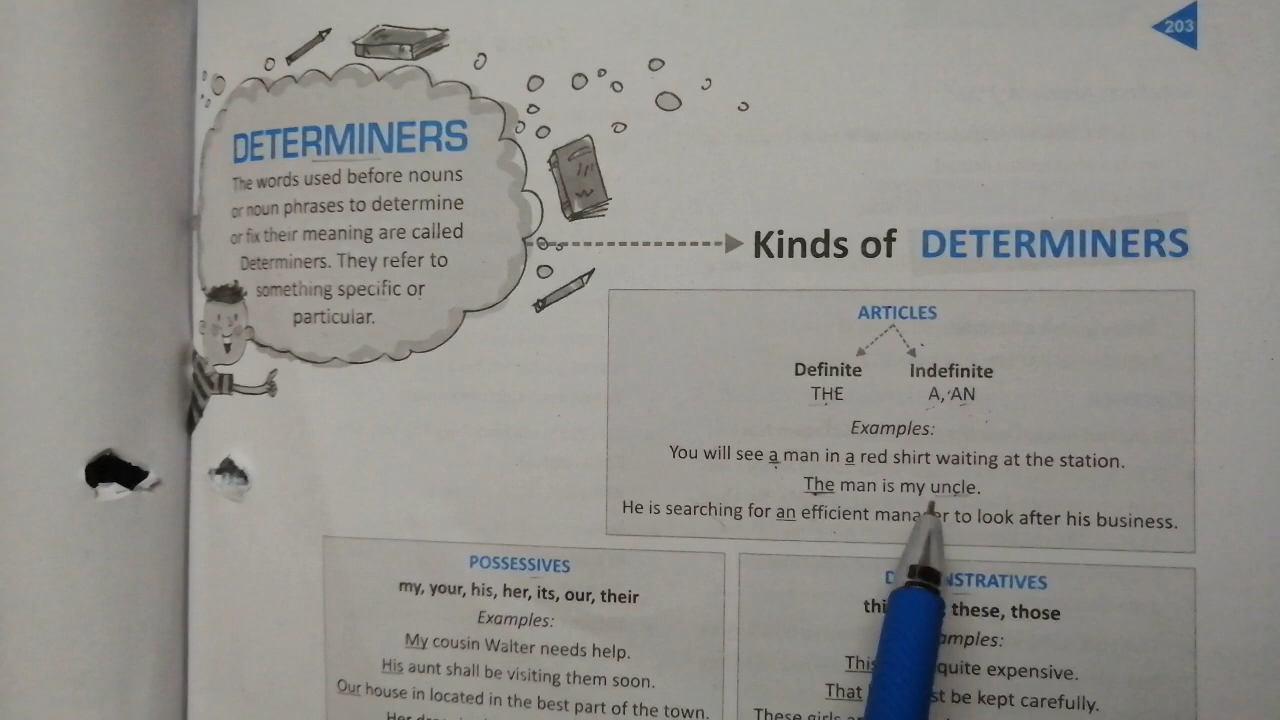 203
DETERMINERS
The words used before nouns
or noun phrases to determine
or fix their meaning are called
Determiners. They refer to
something specific or
particular.
Kinds of DETERMINERS
ARTICLES
Definite Indefinite
THE A, AN
Examples:
You will see a man in a red shirt waiting at the station.
The man is my uncle.
He is searching for an efficient to look after his business.
POSSESSIVES
my, your, his, her, its, our, their
Examples:
My cousin Walter needs help.
His aunt shall be visiting them soon.
Our house in located in the best part of the town.
Her
these, those
This quite expensive.
That be kept carefully.
These girls